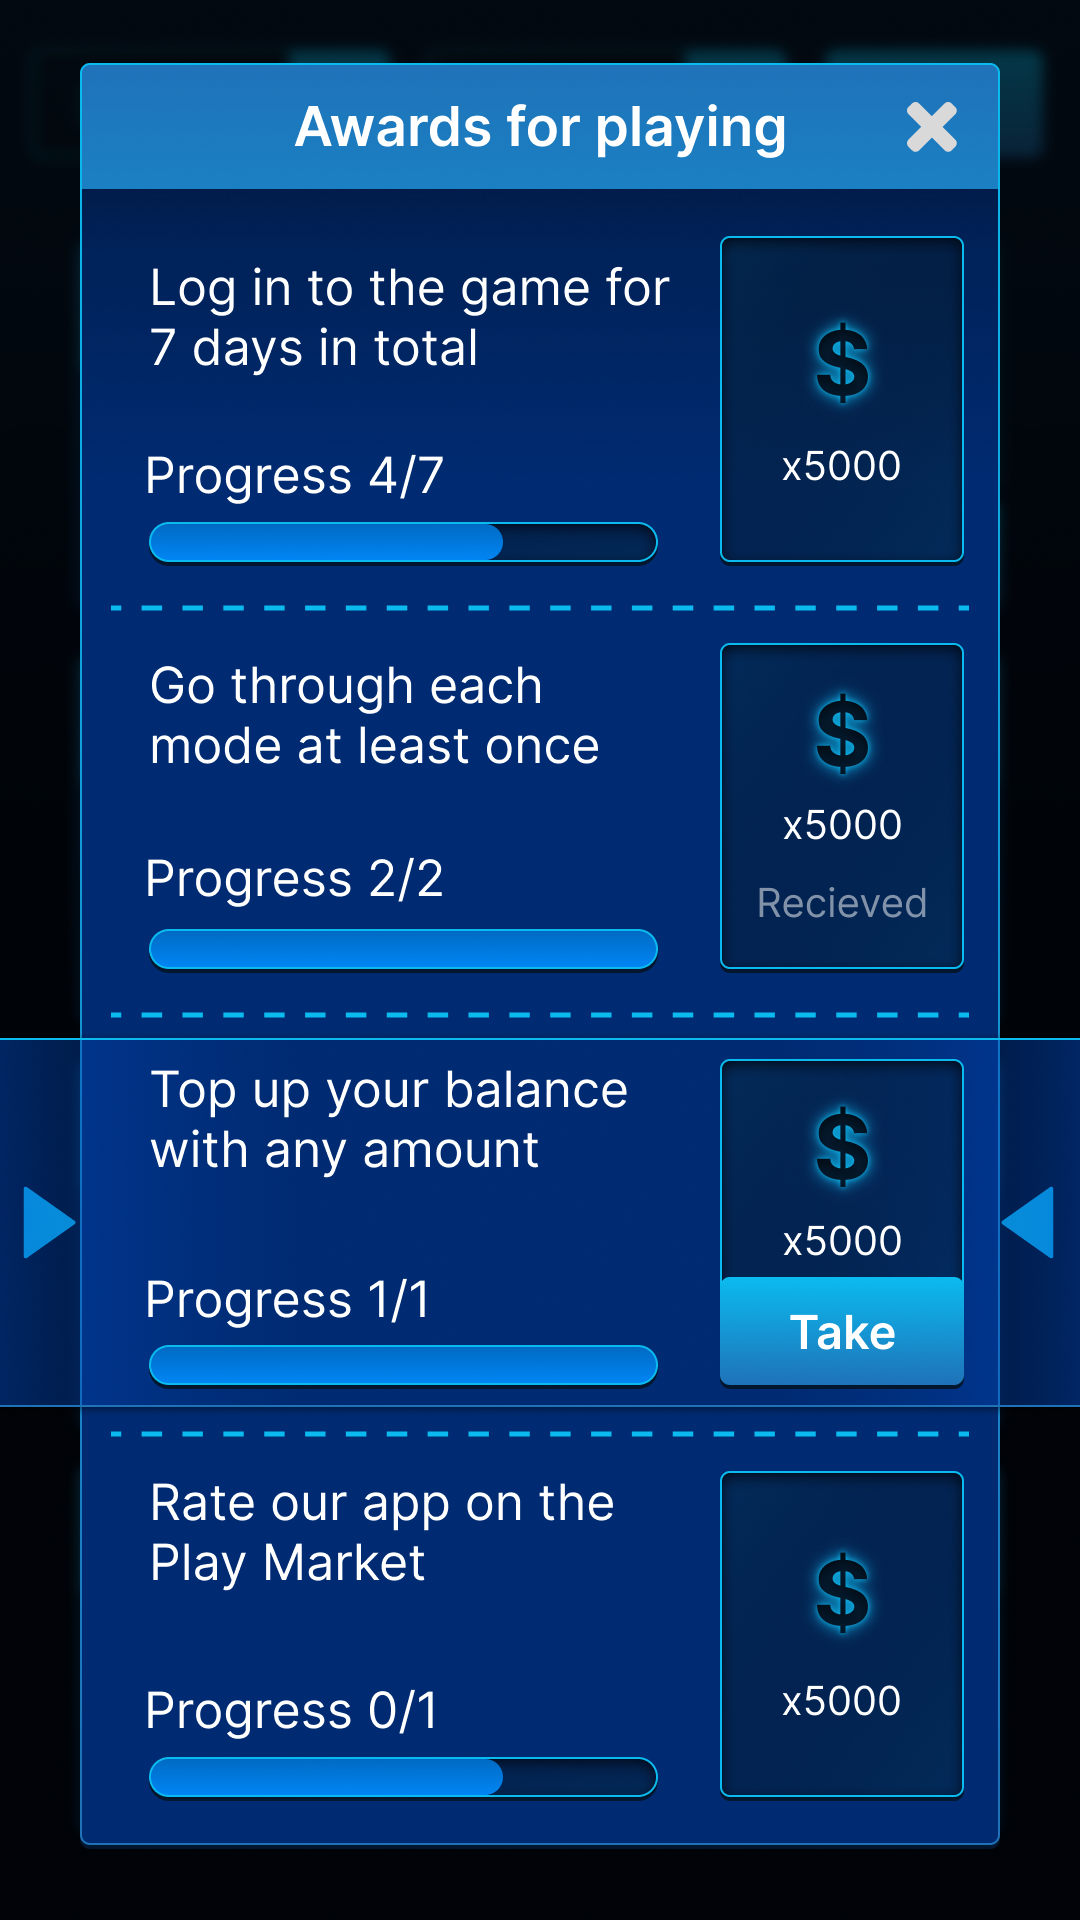 Awards for playing
Log in to the game for
7 days in total
Progress 4/7
$
x5000
Go through each
mode at least once
Progress 2/2
$
x5000
Recieved
Top up your balance
with any amount
Progress 1/1
$
x5000
Take
Rate our app on the
Play Market
Progress 0/1
$
x5000